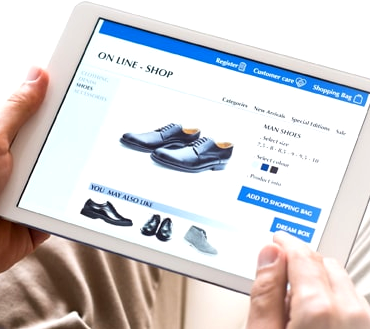 Register
Customer care
Shopping Bag
ON LINE - SHOP
CLOTHING
SHOES
ACCESSORIES
Categories New Arrivals Special Editions Sale
MAN SHOES
Select size
7,5 - 8 - 8,5 - 9 - 9,5 - 10
Select colour
Product info
ADD TO SHOPPING BAG
DREAM BOX
YOU MAY ALSO LIKE